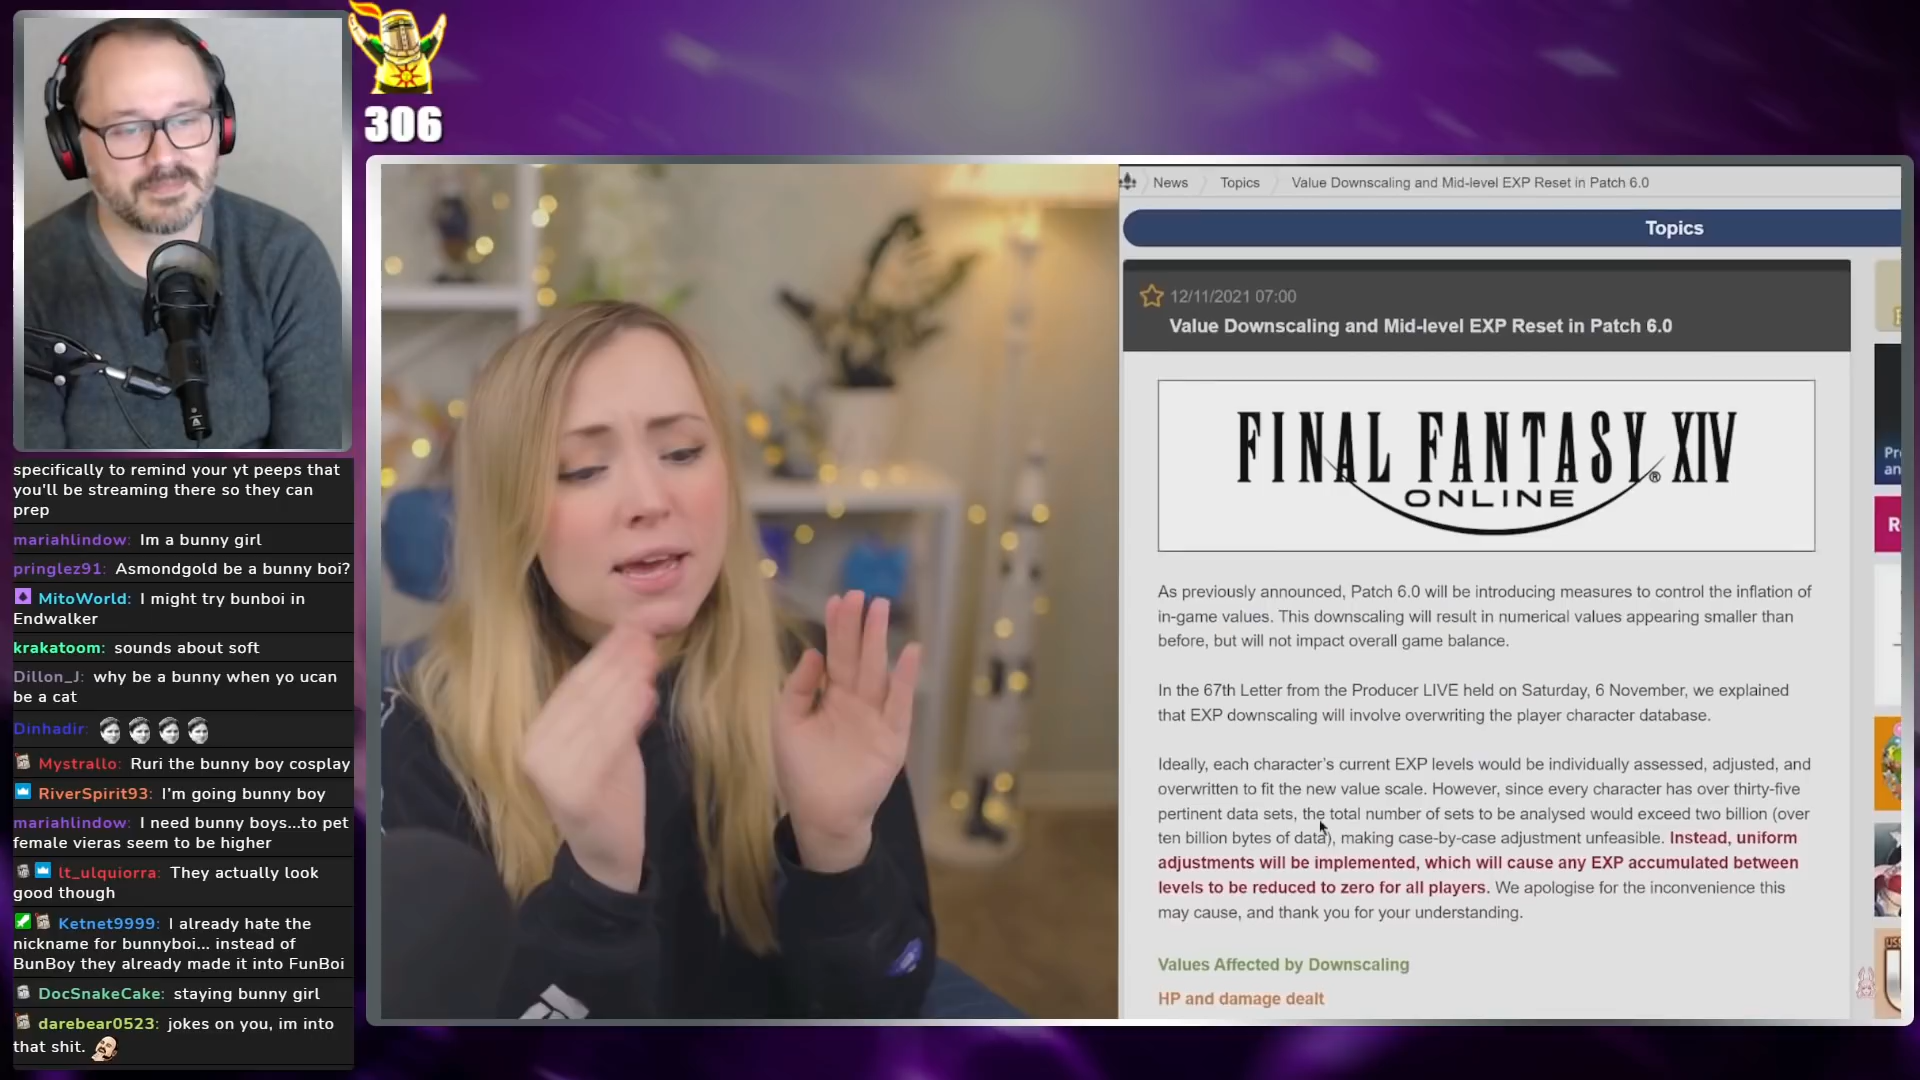 306
specifically to remind your yt peeps that
you'll be streaming there so they can
prep
mariahlindow: Im a bunny girl
pringlez91: Asmondgold be a bunny boi?
MitoWorld: I might try bunboi in
Endwalker
krakatoom: sounds about soft
Dillon_J: why be a bunny when yo ucan
be a cat
Dinhadir:
Mystrallo: Ruri the bunny boy cosplay
RiverSpirit93: I'm going bunny boy
mariahlindow: I need bunny boys...to pet
female vieras seem to be higher
lt_ulquiorra: They actually look
good though
Ketnet9999: I already hate the
nickname for bunnyboi... instead of
BunBoy they already made it into FunBoi
DocSnakeCake: staying bunny girl
darebear0523: jokes on you, im into
that shit.
News Topics Value Downscaling and Mid-level EXP Reset in Patch 6.0
Topics
12/11/2021 07:00
Value Downscaling and Mid-level EXP Reset in Patch 6.0
FINAL FANTASY XIV
®
ONLINE
As previously announced, Patch 6.0 will be introducing measures to control the inflation of
in-game values. This downscaling will result in numerical values appearing smaller than
before, but will not impact overall game balance.
In the 67th Letter from the Producer LIVE held on Saturday, 6 November, we explained
that EXP downscaling will involve overwriting the player character database.
Ideally, each character's current EXP levels would be individually assessed, adjusted, and
overwritten to fit the new value scale. However, since every character has over thirty-five
pertinent data sets, the total number of sets to be analysed would exceed two billion (over
ten billion bytes of data), making case-by-case adjustment unfeasible. Instead, uniform
adjustments will be implemented, which will cause any EXP accumulated between
levels to be reduced to zero for all players. We apologise for the inconvenience this
may cause, and thank you for your understanding.
Values Affected by Downscaling
HP and damage dealt